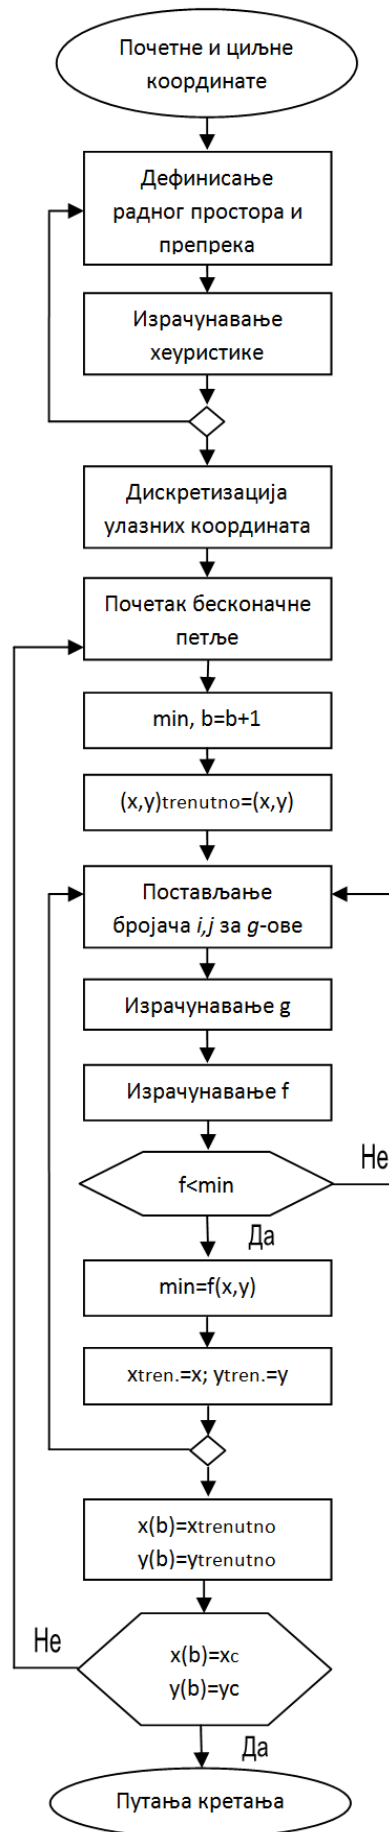 Почетне и циљне
координате
Дефинисање
радног простора и
препрека
Израчунавање
хеуристике
Дискретизација
улазних координата
Почетак бесконачне
петље
min, b=b+1
(x,y)trenutno=(x,y)
Постављање
бројача i,j за g-ове
Израчунавање g
Израчунавање f
f<min
Не
Да
min=f(x,y)
xtren.=x; ytren.=y
x(b)=xtrenutno
y(b)=ytrenutno
Не
x(b)=xc
y(b)=yc
Да
Путања кретања